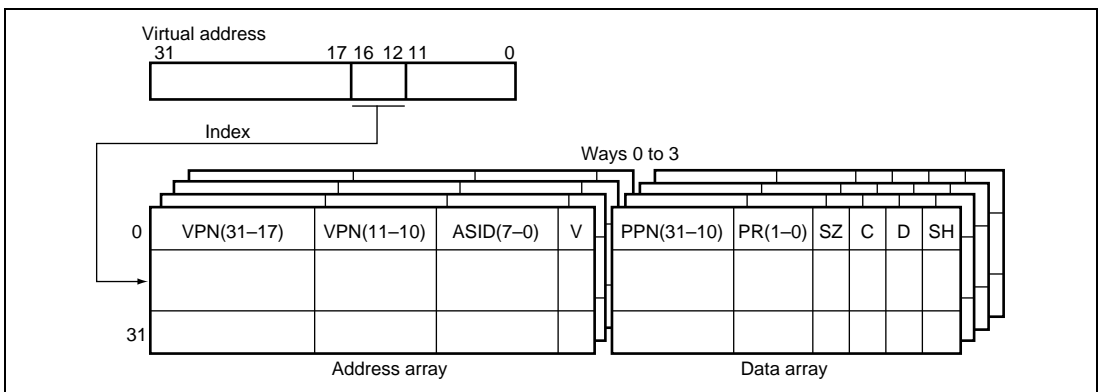 Virtual address
31 17 16 12 11 0
Index
Ways 0 to 3
0 VPN(31–17) VPN(11–10) ASID(7–0) V PPN(31–10) PR(1–0) SZ C D SH
31
Address array Data array